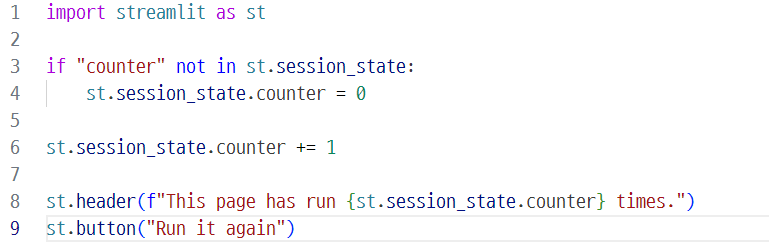 1 import streamlit as st
2
3 if "counter" not in st.session_state:
4     st.session_state.counter = 0
5
6 st.session_state.counter += 1
7
8 st.header(f"This page has run {st.session_state.counter} times.")
9 st.button("Run it again")